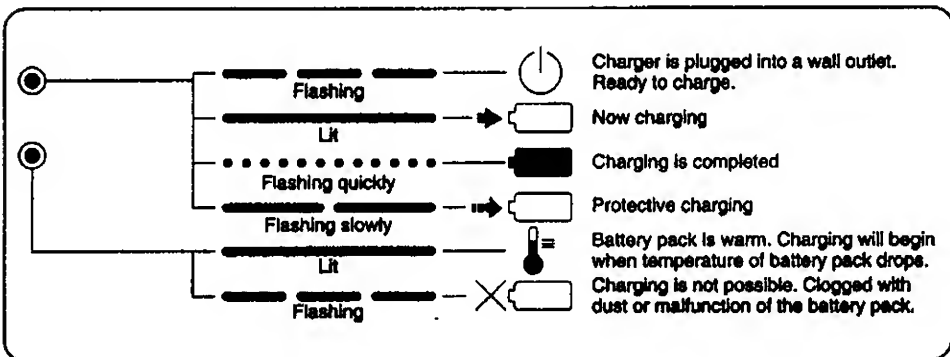 Flashing
Charger is plugged into a wall outlet.
Ready to charge.
Lit
Now charging
Flashing quickly
Charging is completed
Flashing slowly
Protective charging
Lit
Battery pack is warm. Charging will begin
when temperature of battery pack drops.
Flashing
Charging is not possible. Clogged with
dust or malfunction of the battery pack.